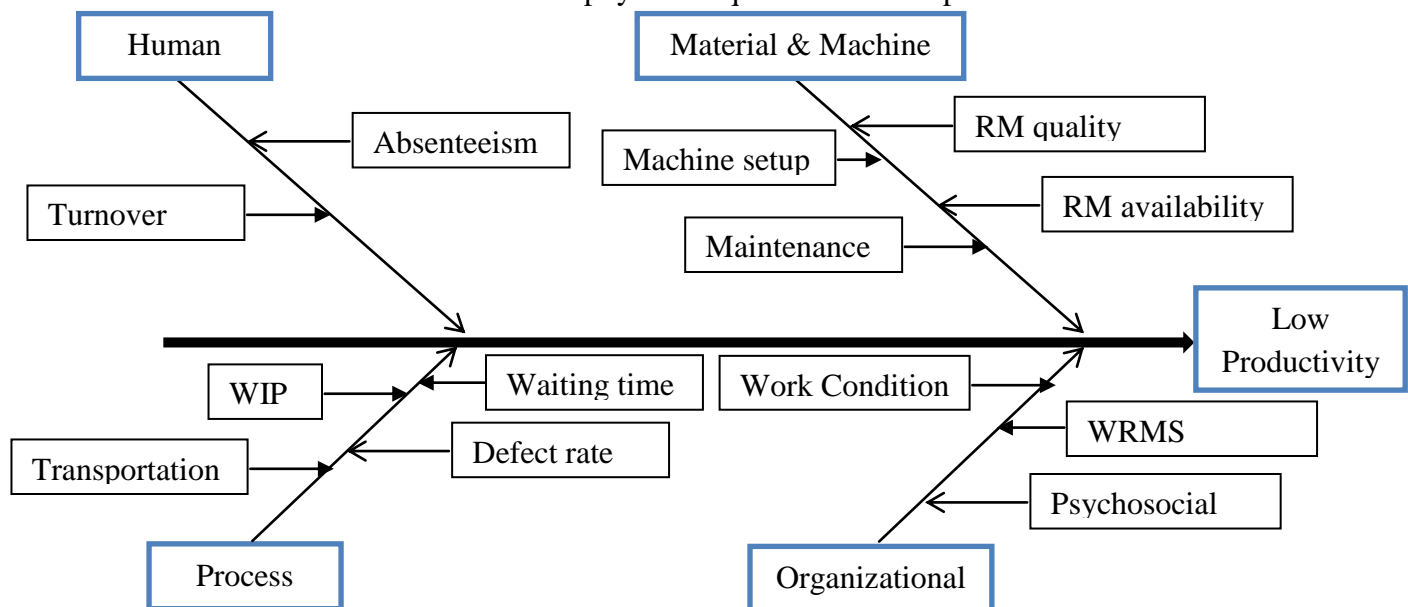 Human
Material & Machine
RM quality
Absenteeism
Machine setup
Turnover
RM availability
Maintenance
Low
Productivity
WIP
Waiting time
Work Condition
WRMS
Transportation
Defect rate
Psychosocial
Process
Organizational